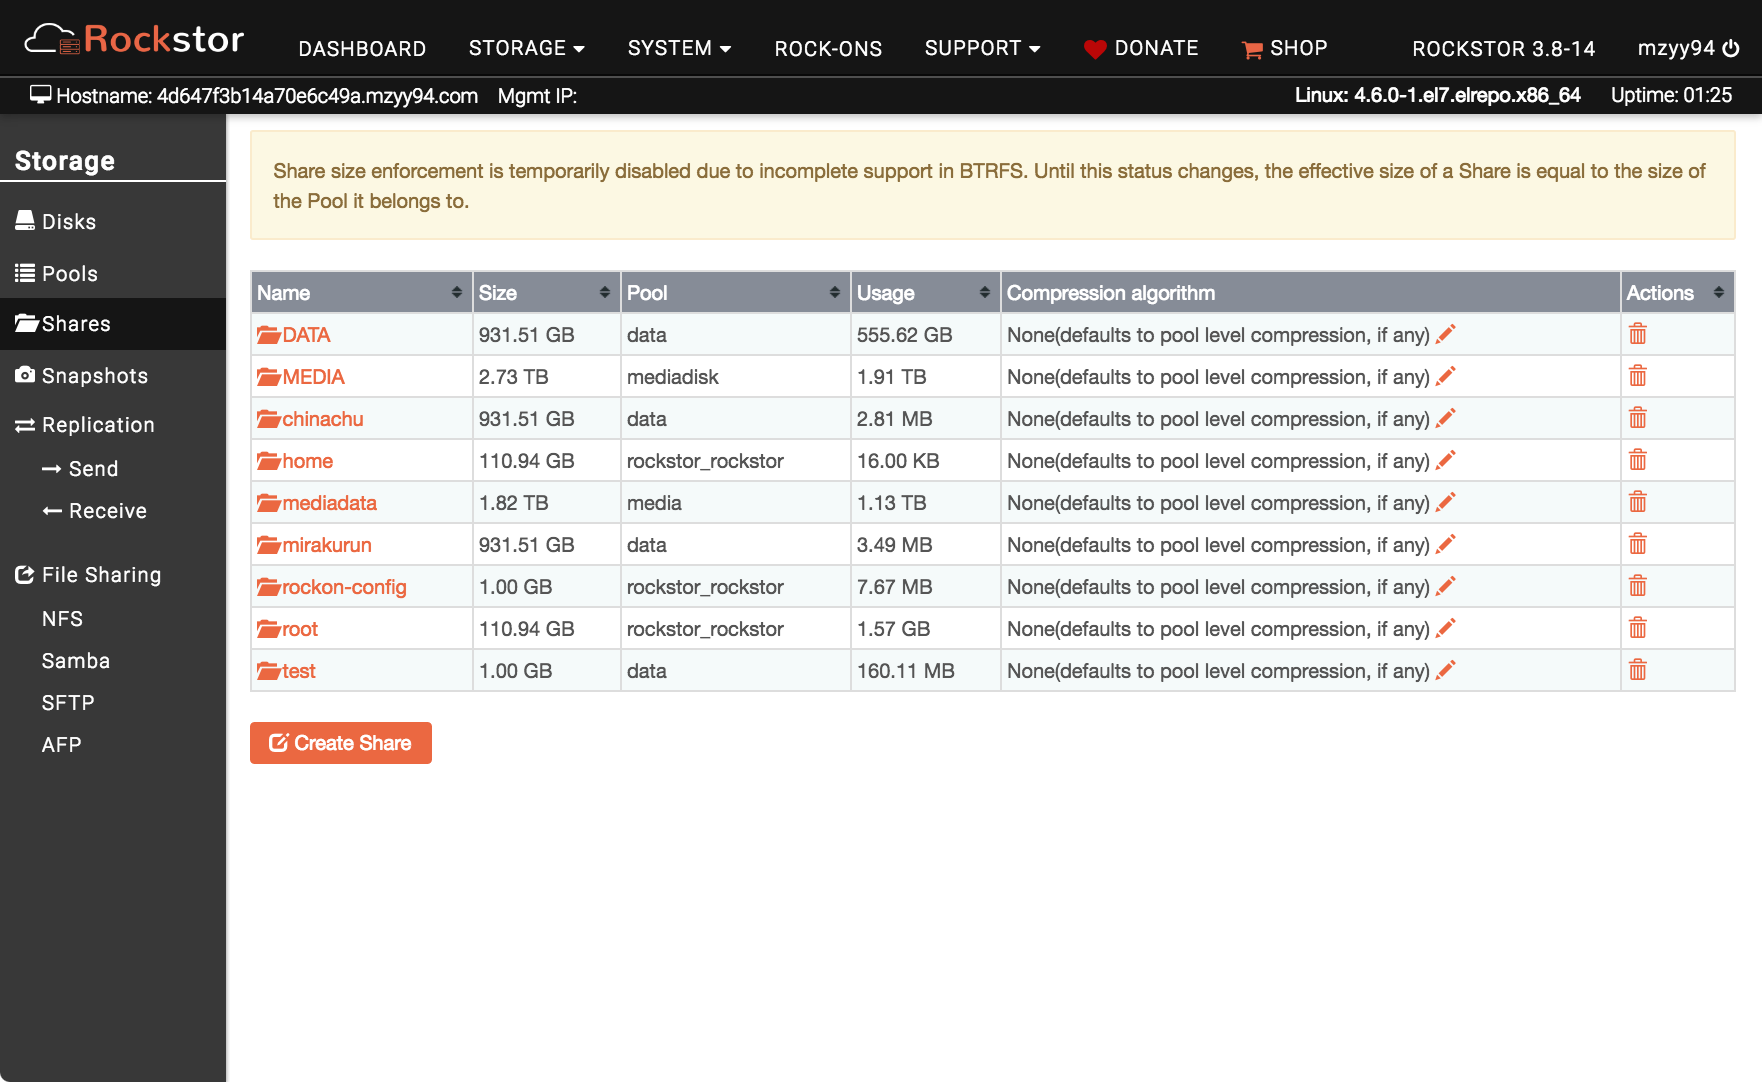 Rockstor
DASHBOARD STORAGE SYSTEM ROCK-ONS SUPPORT DONATE SHOP ROCKSTOR 3.8-14 mzyy94
Hostname: 4d647f3b14a70e6c49a.mzyy94.com Mgmt IP: Linux: 4.6.0-1.el7.elrepo.x86_64 Uptime: 01:25
Storage
Disks
Pools
Shares
Snapshots
Replication
Send
Receive
File Sharing
NFS
Samba
SFTP
AFP
Share size enforcement is temporarily disabled due to incomplete support in BTRFS. Until this status changes, the effective size of a Share is equal to the size of
the Pool it belongs to.
Name Size Pool Usage Compression algorithm Actions
DATA 931.51 GB data 555.62 GB None(defaults to pool level compression, if any)
MEDIA 2.73 TB mediadisk 1.91 TB None(defaults to pool level compression, if any)
chinachu 931.51 GB data 2.81 MB None(defaults to pool level compression, if any)
home 110.94 GB rockstor_rockstor 16.00 KB None(defaults to pool level compression, if any)
mediadata 1.82 TB media 1.13 TB None(defaults to pool level compression, if any)
mirakurun 931.51 GB data 3.49 MB None(defaults to pool level compression, if any)
rockon-config 1.00 GB rockstor_rockstor 7.67 MB None(defaults to pool level compression, if any)
root 110.94 GB rockstor_rockstor 1.57 GB None(defaults to pool level compression, if any)
test 1.00 GB data 160.11 MB None(defaults to pool level compression, if any)
Create Share